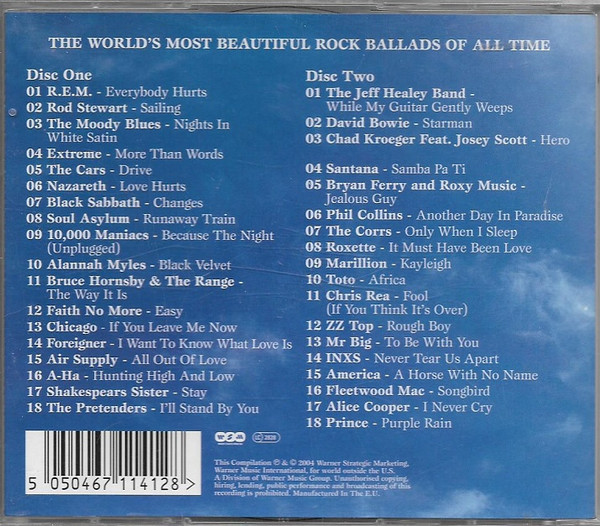 THE WORLD'S MOST BEAUTIFUL ROCK BALLADS OF ALL TIME
Disc One
01 R.E.M. - Everybody Hurts
02 Rod Stewart - Sailing
03 The Moody Blues - Nights In
White Satin
04 Extreme - More Than Words
05 The Cars - Drive
06 Nazareth - Love Hurts
07 Black Sabbath - Changes
08 Soul Asylum - Runaway Train
09 10,000 Maniacs - Because The Night
(Unplugged)
10 Alannah Myles - Black Velvet
11 Bruce Hornsby & The Range -
The Way It Is
12 Faith No More - Easy
13 Chicago - If You Leave Me Now
14 Foreigner - I Want To Know What Love Is
15 Air Supply - All Out Of Love
16 A-Ha - Hunting High And Low
17 Shakespears Sister - Stay
18 The Pretenders - I'll Stand By You
Disc Two
01 The Jeff Healey Band -
While My Guitar Gently Weeps
02 David Bowie - Starman
03 Chad Kroeger Feat. Josey Scott - Hero
04 Santana - Samba Pa Ti
05 Bryan Ferry and Roxy Music -
Jealous Guy
06 Phil Collins - Another Day In Paradise
07 The Corrs - Only When I Sleep
08 Roxette - It Must Have Been Love
09 Marillion - Kayleigh
10 Toto - Africa
11 Chris Rea - Fool
(If You Think It's Over)
12 ZZ Top - Rough Boy
13 Mr Big - To Be With You
14 INXS - Never Tear Us Apart
15 America - A Horse With No Name
16 Fleetwood Mac - Songbird
17 Alice Cooper - I Never Cry
18 Prince - Purple Rain
5 050467 114128 >
WSM
LC 2828
This Compilation ℗ & © 2004 Warner Strategic Marketing,
Warner Music International, for world outside the U.S.
A Division of Warner Music Group. Unauthorised copying,
hiring, lending, public performance and broadcasting of this
recording is prohibited. Manufactured In The E.U.